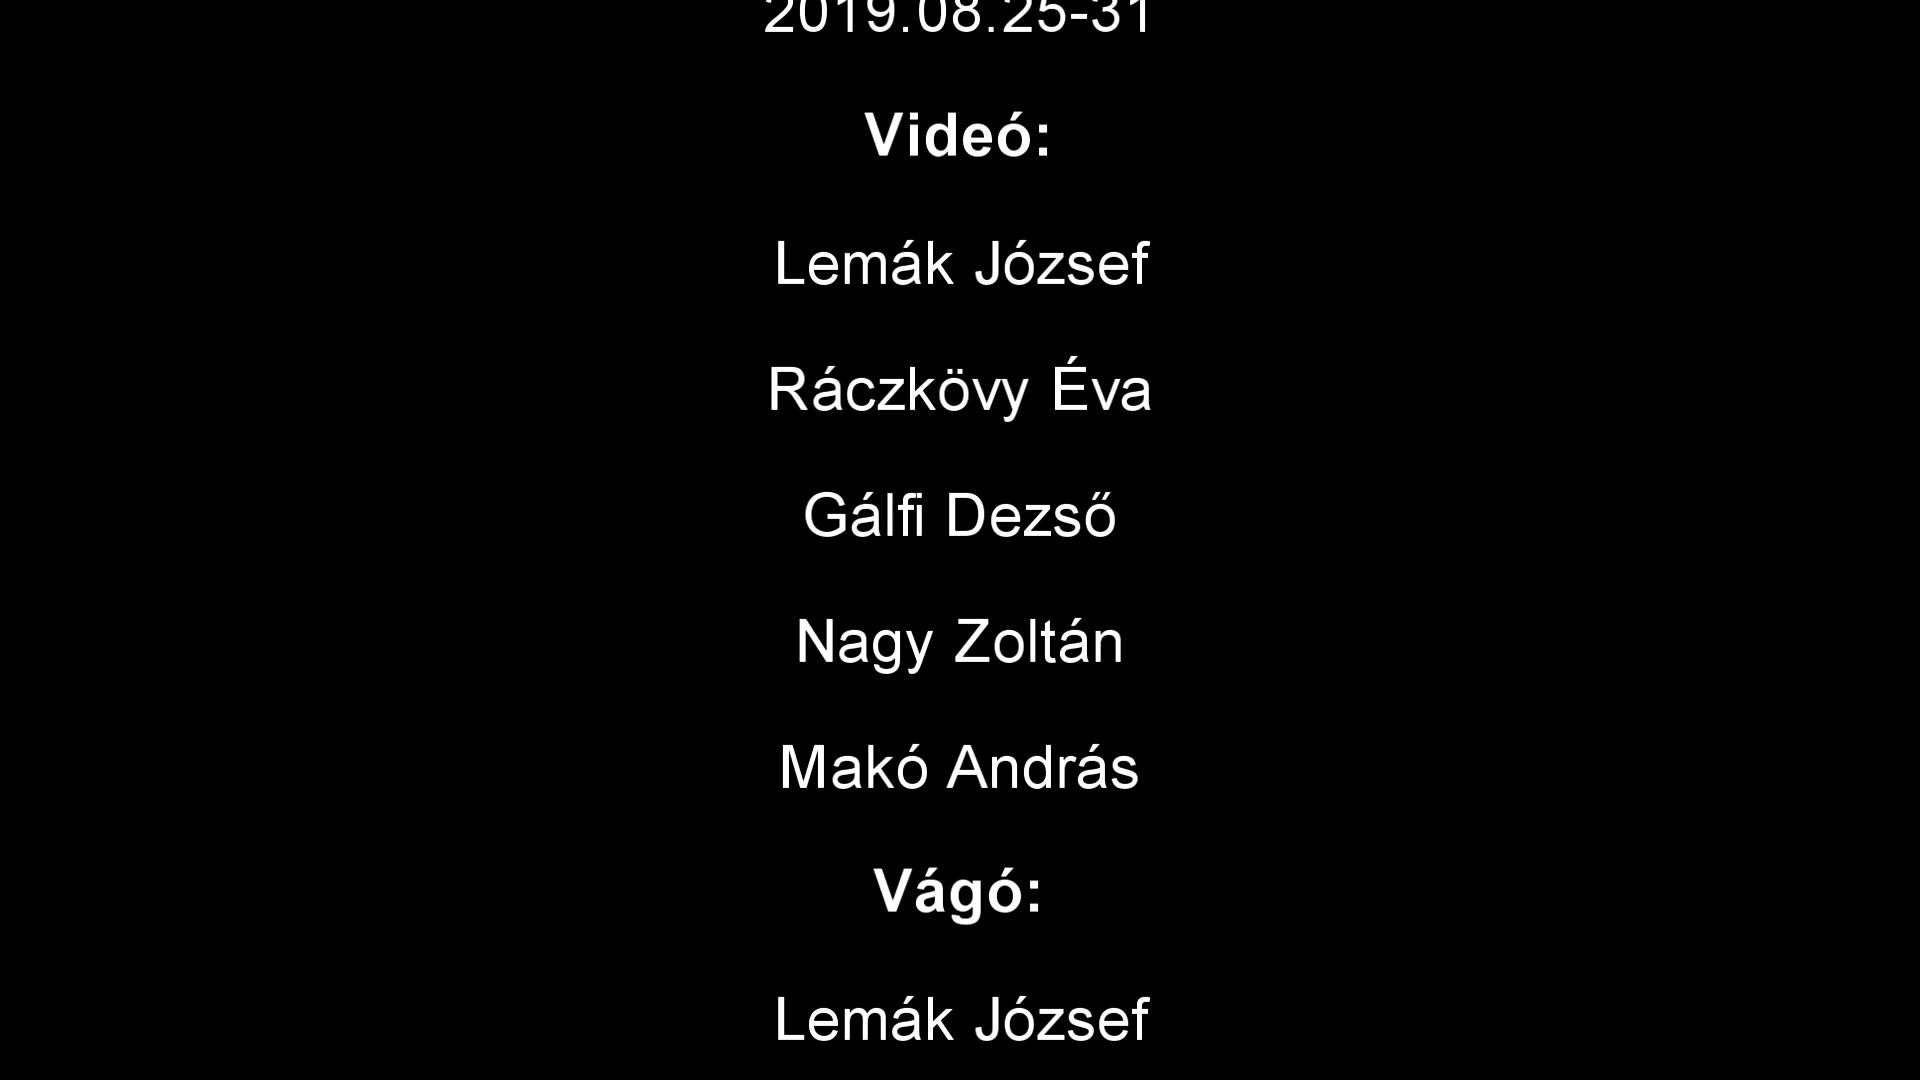 2019.08.25-31
Videó:
Lemák József
Ráczkövy Éva
Gálfi Dezső
Nagy Zoltán
Makó András
Vágó:
Lemák József